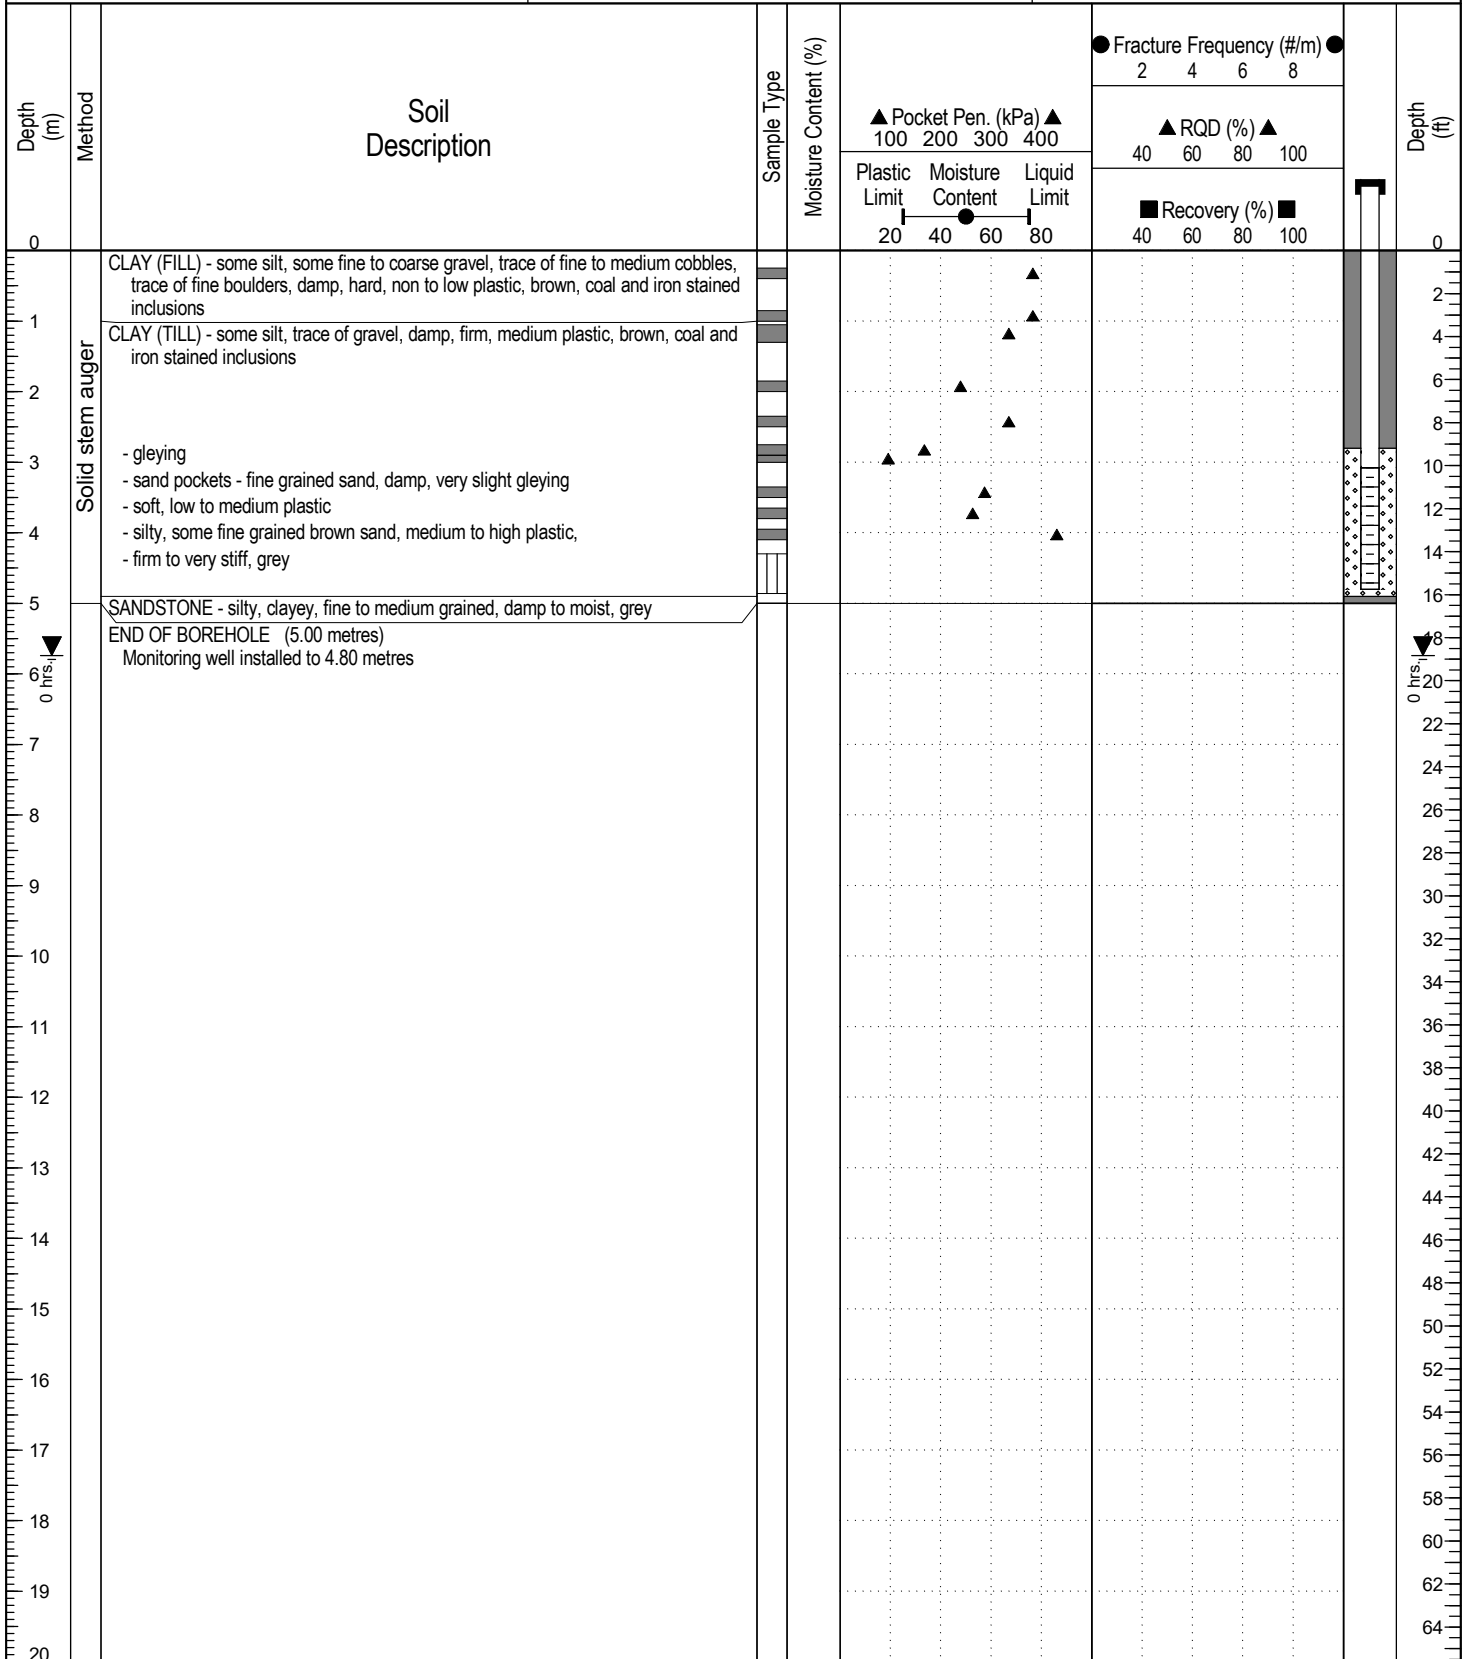 Depth
(m)
Method
Soil
Description
Sample Type
Moisture Content (%)
▲ Pocket Pen. (kPa) ▲
100 200 300 400
Plastic Moisture Liquid
Limit Content Limit
20 40 60 80
● Fracture Frequency (#/m) ●
2 4 6 8
▲ RQD (%) ▲
40 60 80 100
■ Recovery (%) ■
40 60 80 100
Depth
(ft)
0
0
Solid stem auger
CLAY (FILL) - some silt, some fine to coarse gravel, trace of fine to medium cobbles,
trace of fine boulders, damp, hard, non to low plastic, brown, coal and iron stained
inclusions
CLAY (TILL) - some silt, trace of gravel, damp, firm, medium plastic, brown, coal and
iron stained inclusions
- gleying
- sand pockets - fine grained sand, damp, very slight gleying
- soft, low to medium plastic
- silty, some fine grained brown sand, medium to high plastic,
- firm to very stiff, grey
SANDSTONE - silty, clayey, fine to medium grained, damp to moist, grey
END OF BOREHOLE (5.00 metres)
Monitoring well installed to 4.80 metres
1
2
3
4
5
6
0 hrs.
7
8
9
10
11
12
13
14
15
16
17
18
19
20
2
4
6
8
10
12
14
16
18
0 hrs.
20
22
24
26
28
30
32
34
36
38
40
42
44
46
48
50
52
54
56
58
60
62
64